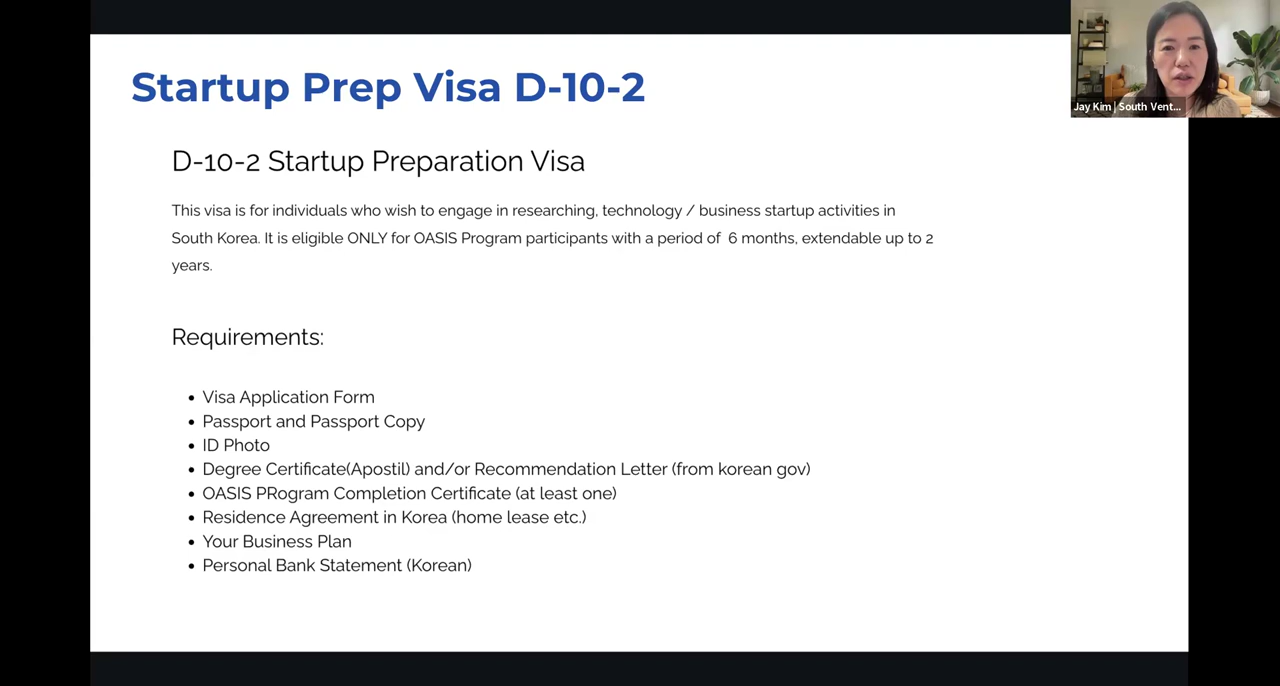 Startup Prep Visa D-10-2
D-10-2 Startup Preparation Visa
This visa is for individuals who wish to engage in researching, technology / business startup activities in
South Korea. It is eligible ONLY for OASIS Program participants with a period of 6 months, extendable up to 2
years.
Requirements:
• Visa Application Form
• Passport and Passport Copy
• ID Photo
• Degree Certificate(Apostil) and/or Recommendation Letter (from korean gov)
• OASIS PRogram Completion Certificate (at least one)
• Residence Agreement in Korea (home lease etc.)
• Your Business Plan
• Personal Bank Statement (Korean)
Jay Kim | South Vent...